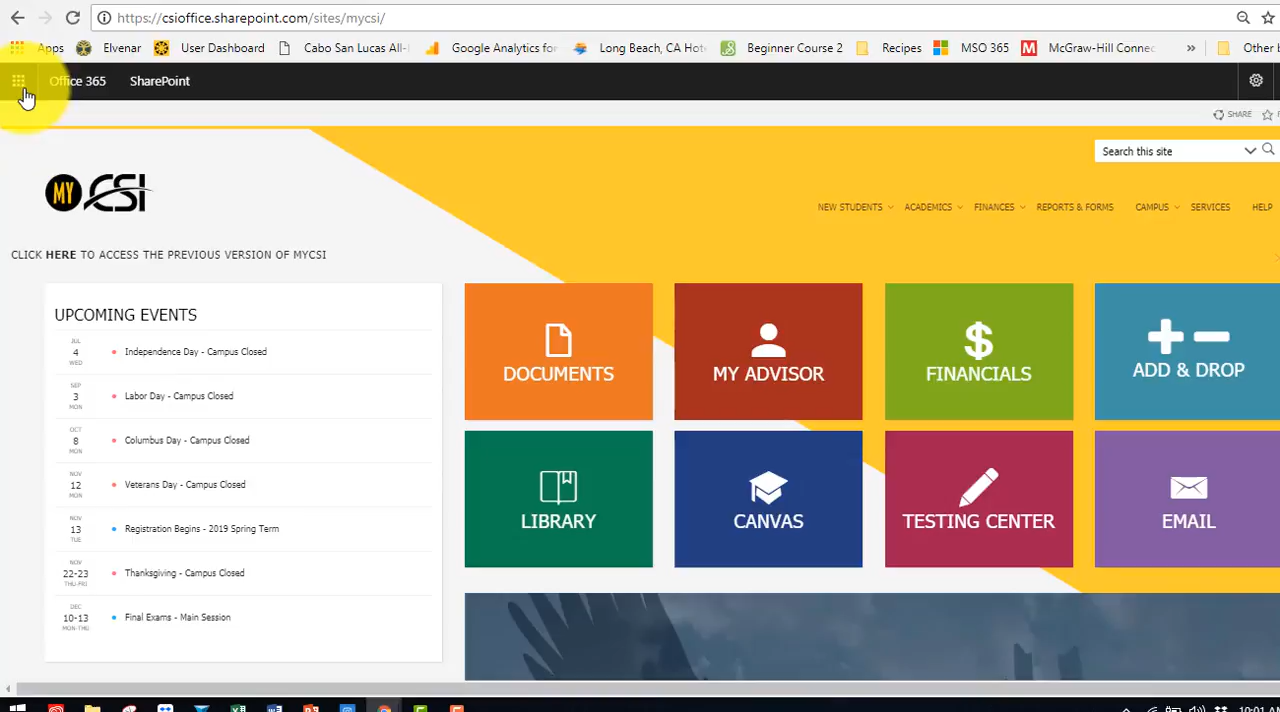 https://csioffice.sharepoint.com/sites/mycsi/
Apps Elvenar User Dashboard Cabo San Lucas All- Google Analytics for Long Beach, CA Hot Beginner Course 2 Recipes MSO 365 M McGraw-Hill Connec » Other b
Office 365 SharePoint
SHARE
Search this site
MY CSI
NEW STUDENTS ACADEMICS FINANCES REPORTS & FORMS CAMPUS SERVICES HELP
CLICK HERE TO ACCESS THE PREVIOUS VERSION OF MYCSI
UPCOMING EVENTS
JUL
4
WED
Independence Day - Campus Closed
SEP
3
MON
Labor Day - Campus Closed
OCT
8
MON
Columbus Day - Campus Closed
NOV
12
MON
Veterans Day - Campus Closed
NOV
13
TUE
Registration Begins - 2019 Spring Term
NOV
22-23
THU-FRI
Thanksgiving - Campus Closed
DEC
10-13
MON-THU
Final Exams - Main Session
DOCUMENTS
MY ADVISOR
$
FINANCIALS
ADD & DROP
LIBRARY
CANVAS
TESTING CENTER
EMAIL
10:01 AM